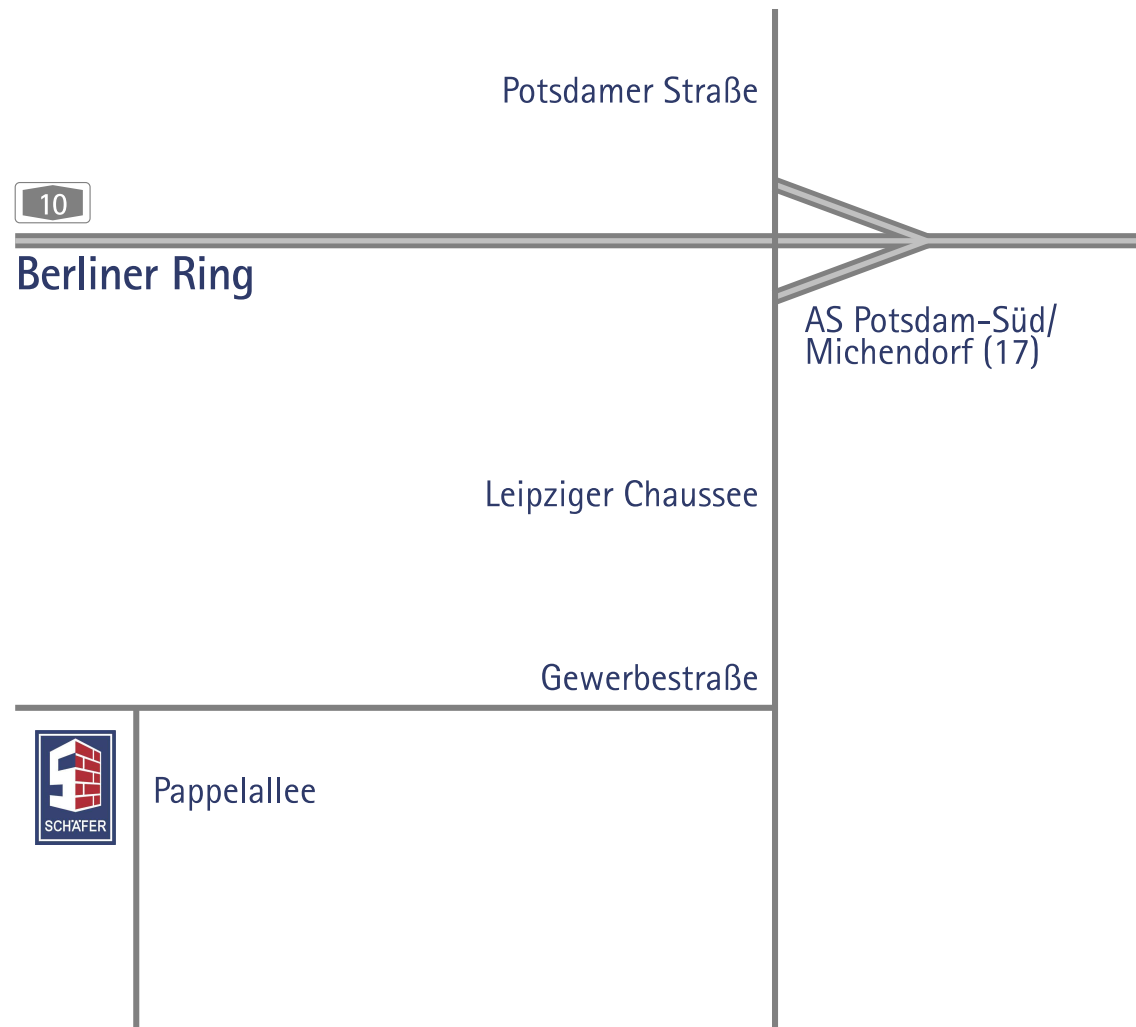 Potsdamer Straße
10
Berliner Ring
AS Potsdam-Süd/
Michendorf (17)
Leipziger Chaussee
Gewerbestraße
Pappelallee
SCHÄFER